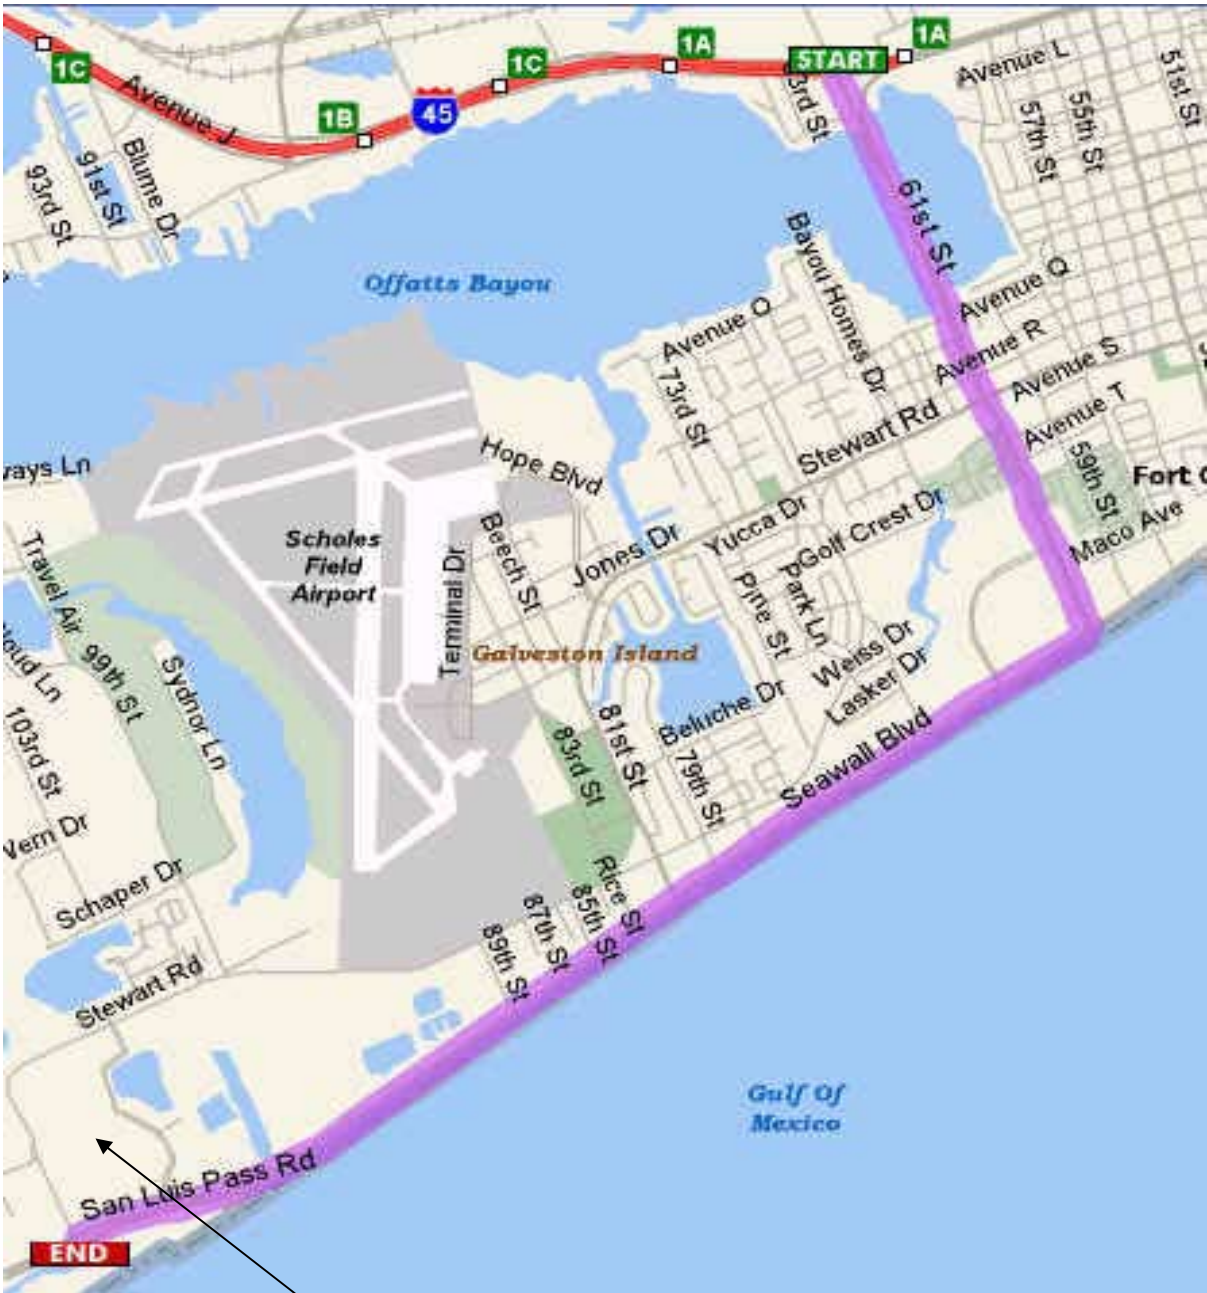 1A
START
1A
1C
Avenue L
51st St
1C
Avenue J
1B
45
3rd St
57th St
55th St
93rd St
91st St
Blume Dr
61st St
Offatts Bayou
Bayou Homes Dr
Avenue Q
Avenue O
Avenue R
Avenue S
73rd St
Stewart Rd
Avenue T
ways Ln
Hope Blvd
59th St
Fort C
Scholes
Field
Airport
Beech St
Jones Dr
Yucca Dr
Golf Crest Dr
Maco Ave
Travel Air
99th St
Terminal Dr
Pine St
Park Ln
oud Ln
Sydnor Ln
Galveston Island
Weiss Dr
Lasker Dr
103rd St
81st St
Beluche Dr
83rd St
79th St
Seawall Blvd
Vern Dr
Schaper Dr
Rice St
85th St
87th St
89th St
Stewart Rd
Gulf Of
Mexico
San Luis Pass Rd
END